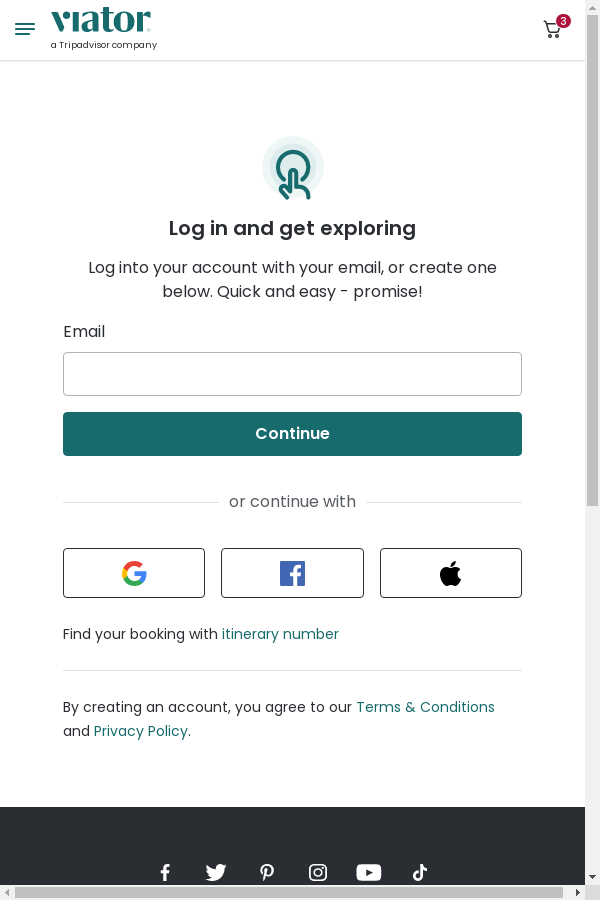 viator
a Tripadvisor company
3
Log in and get exploring
Log into your account with your email, or create one
below. Quick and easy - promise!
Email
Continue
or continue with
Find your booking with itinerary number
By creating an account, you agree to our Terms & Conditions
and Privacy Policy.